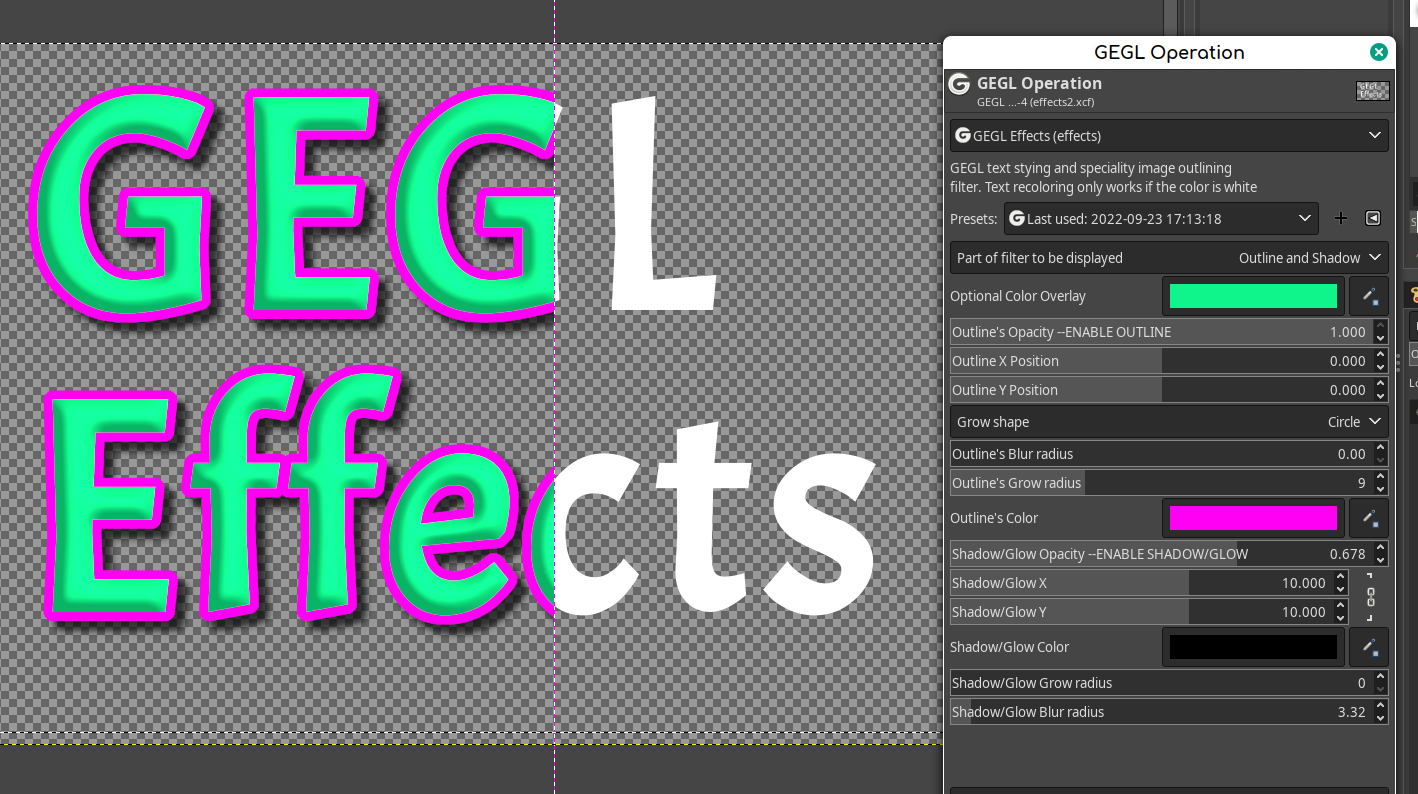 GEGL
Effects
GEGL Operation
GEGL Operation
GEGL ...-4 (effects2.xcf)
GEGL Effects (effects)
GEGL text stying and speciality image outlining
filter. Text recoloring only works if the color is white
Presets: Last used: 2022-09-23 17:13:18
Part of filter to be displayed Outline and Shadow
Optional Color Overlay
Outline's Opacity --ENABLE OUTLINE 1.000
Outline X Position 0.000
Outline Y Position 0.000
Grow shape Circle
Outline's Blur radius 0.00
Outline's Grow radius 9
Outline's Color
Shadow/Glow Opacity --ENABLE SHADOW/GLOW 0.678
Shadow/Glow X 10.000
Shadow/Glow Y 10.000
Shadow/Glow Color
Shadow/Glow Grow radius 0
Shadow/Glow Blur radius 3.32